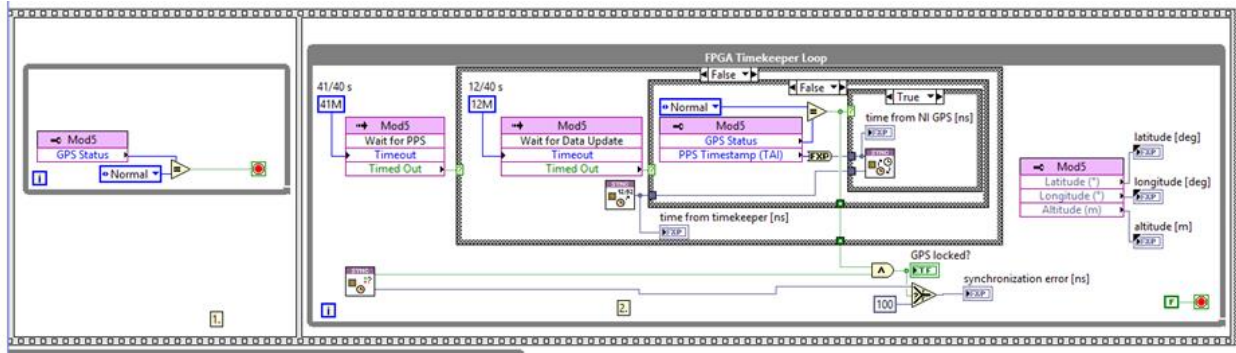 Mod5
GPS Status
Normal
i
1.
FPGA Timekeeper Loop
41/40 s
41M
Mod5
Wait for PPS
Timeout
Timed Out
False
12/40 s
12M
Mod5
Wait for Data Update
Timeout
Timed Out
False
Normal
Mod5
GPS Status
PPS Timestamp (TAI)
FXP
True
time from NI GPS [ns]
FXP
SYNC
SYNC
time from timekeeper [ns]
FXP
Mod5
Latitude (°)
Longitude (°)
Altitude (m)
latitude [deg]
FXP
longitude [deg]
FXP
altitude [m]
FXP
SYNC
GPS locked?
TF
synchronization error [ns]
FXP
100
i
2.
F